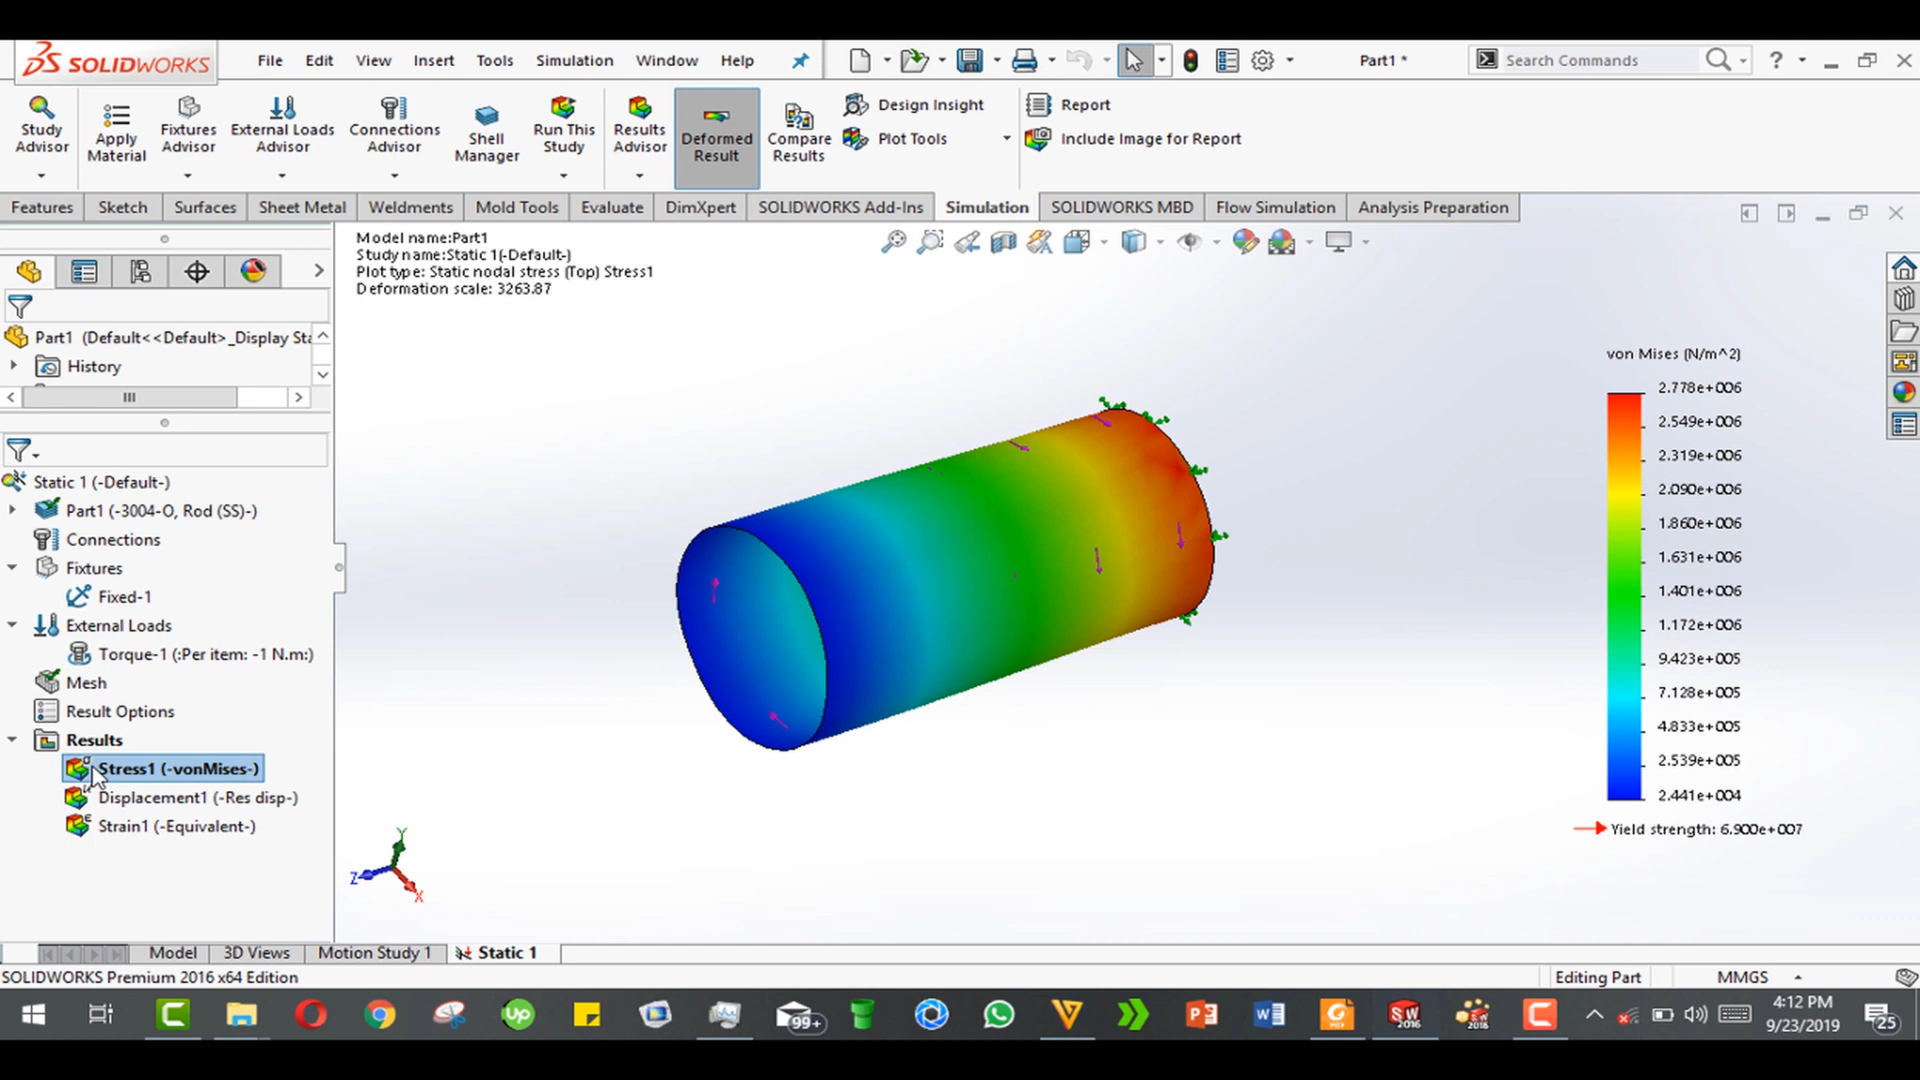 SOLIDWORKS
File Edit View Insert Tools Simulation Window Help
Part1 *
Search Commands
Study Advisor
Apply Material
Fixtures Advisor
External Loads Advisor
Connections Advisor
Shell Manager
Run This Study
Results Advisor
Deformed Result
Compare Results
Design Insight
Plot Tools
Report
Include Image for Report
Features Sketch Surfaces Sheet Metal Weldments Mold Tools Evaluate DimXpert SOLIDWORKS Add-Ins Simulation SOLIDWORKS MBD Flow Simulation Analysis Preparation
Model name:Part1
Study name:Static 1(-Default-)
Plot type: Static nodal stress (Top) Stress1
Deformation scale: 3263.87
Part1 (Default<<Default>_Display Sta
History
Static 1 (-Default-)
Part1 (-3004-O, Rod (SS)-)
Connections
Fixtures
Fixed-1
External Loads
Torque-1 (:Per item: -1 N.m:)
Mesh
Result Options
Results
Stress1 (-vonMises-)
Displacement1 (-Res disp-)
Strain1 (-Equivalent-)
von Mises (N/m^2)
2.778e+006
2.549e+006
2.319e+006
2.090e+006
1.860e+006
1.631e+006
1.401e+006
1.172e+006
9.423e+005
7.128e+005
4.833e+005
2.539e+005
2.441e+004
Yield strength: 6.900e+007
Y
Z
X
Model 3D Views Motion Study 1 Static 1
SOLIDWORKS Premium 2016 x64 Edition
Editing Part
MMGS
99+
4:12 PM
9/23/2019
25